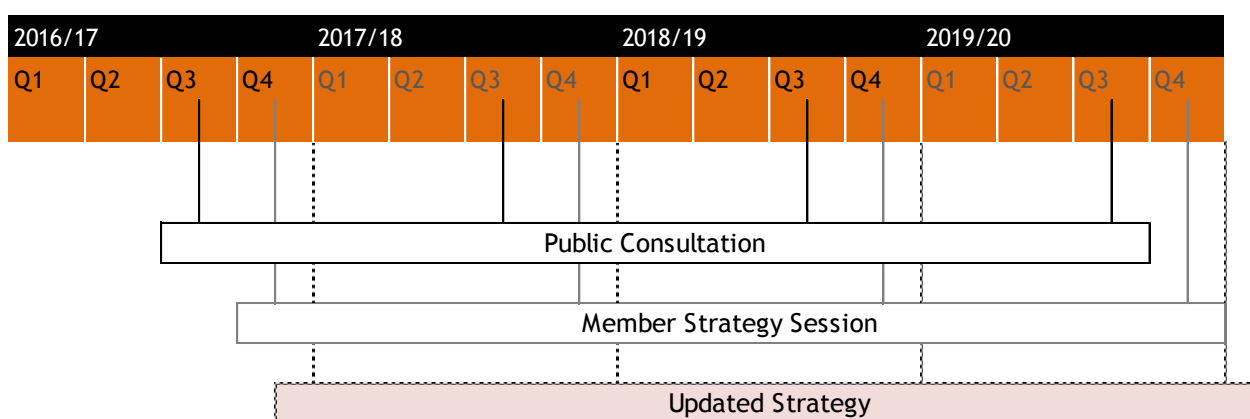 2016/17 2017/18 2018/19 2019/20
Q1 Q2 Q3 Q4 Q1 Q2 Q3 Q4 Q1 Q2 Q3 Q4 Q1 Q2 Q3 Q4
Public Consultation
Member Strategy Session
Updated Strategy